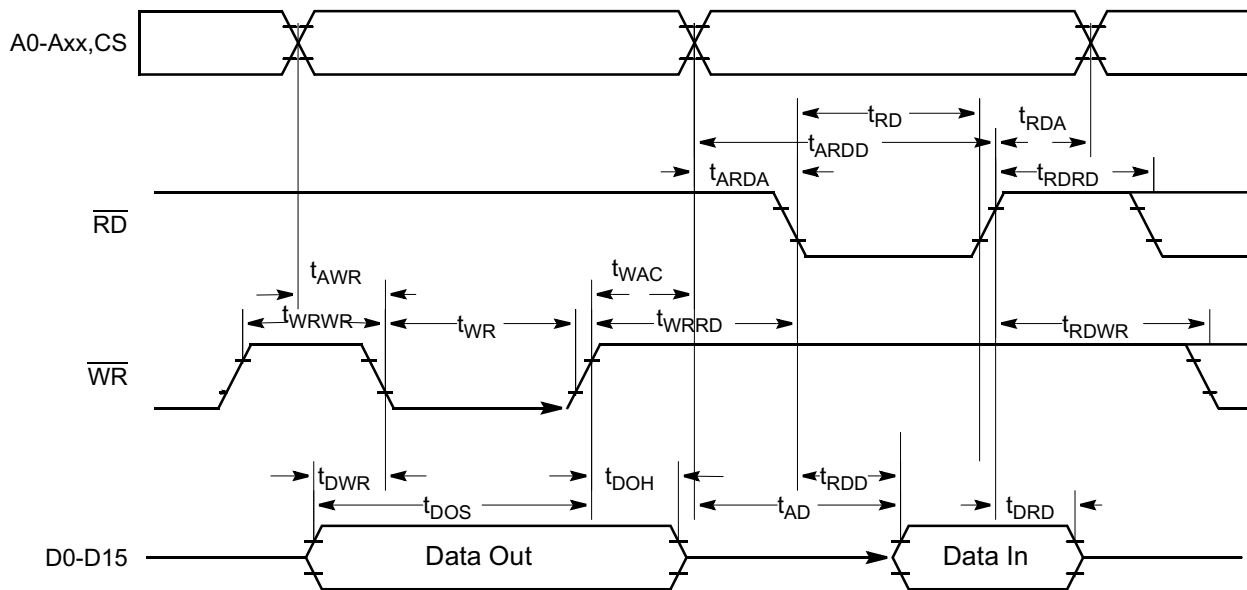 A0-Axx,CS
tRD
tRDA
tARDD
tARDA
tRDRD
RD
tAWR
tWAC
tWRWR
tWR
tWRRD
tRDWR
WR
tDWR
tDOH
tRDD
tDOS
tAD
tDRD
D0-D15
Data Out
Data In